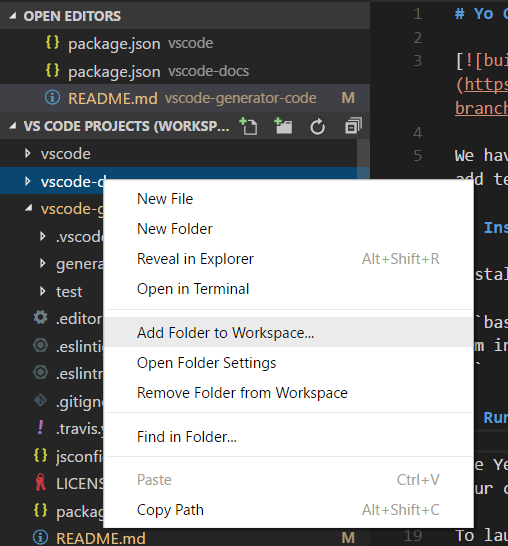 OPEN EDITORS
package.json vscode
package.json vscode-docs
README.md vscode-generator-code M
VS CODE PROJECTS (WORKSP...
vscode
vscode-d
vscode-g
.vscod
genera
test
.editor
.eslintig
.eslintr
.gitign
.travis.y
jsconfi
LICENS
packag
README.md M
New File
New Folder
Reveal in Explorer Alt+Shift+R
Open in Terminal
Add Folder to Workspace...
Open Folder Settings
Remove Folder from Workspace
Find in Folder...
Paste Ctrl+V
Copy Path Alt+Shift+C
1 # Yo C
2
3 [![bui
(https
branch
4
5 We hav
add te
Ins
stal
`bas
m in
`
Run
e Ye
ur c
19 To lau